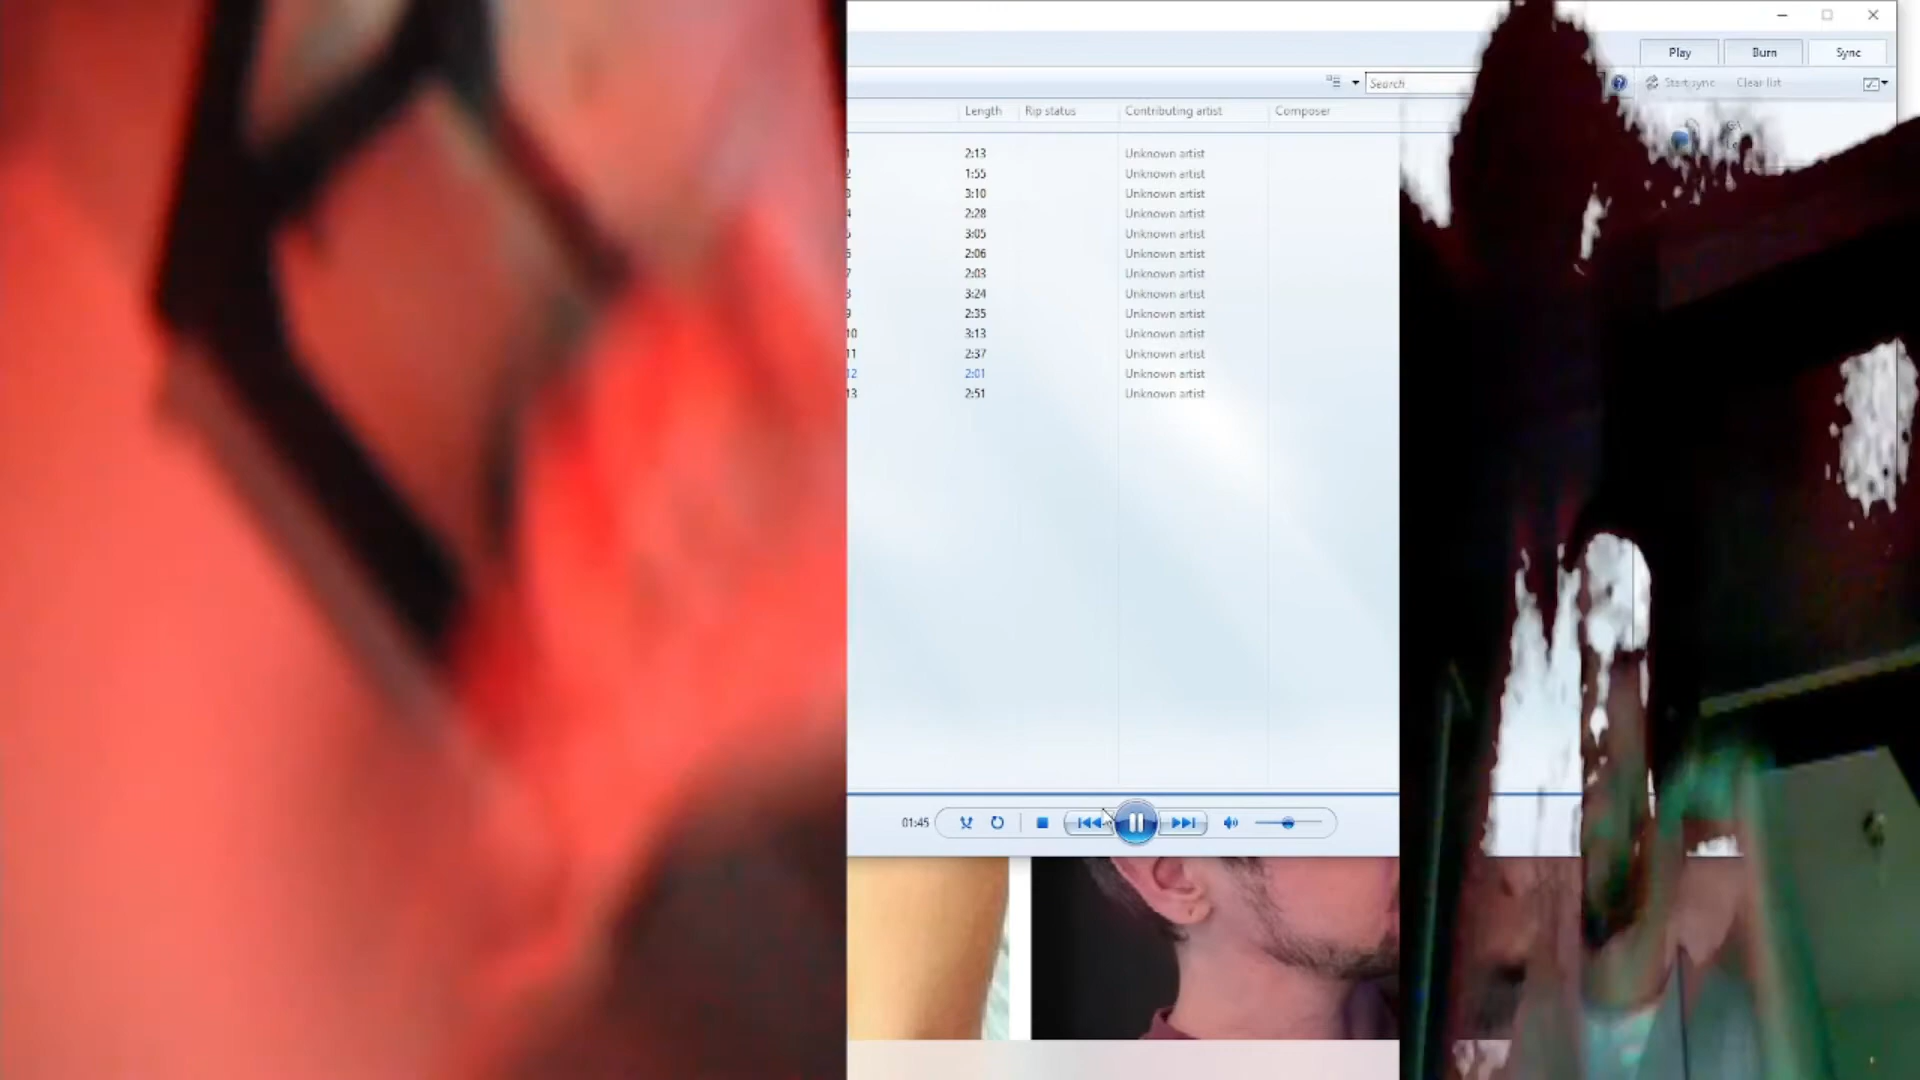 Play Burn Sync
Search Start sync Clear list
Length Rip status Contributing artist Composer
2:13 Unknown artist
1:55 Unknown artist
3:10 Unknown artist
2:28 Unknown artist
3:05 Unknown artist
2:06 Unknown artist
2:03 Unknown artist
3:24 Unknown artist
2:35 Unknown artist
10 3:13 Unknown artist
11 2:37 Unknown artist
12 2:01 Unknown artist
13 2:51 Unknown artist
01:45